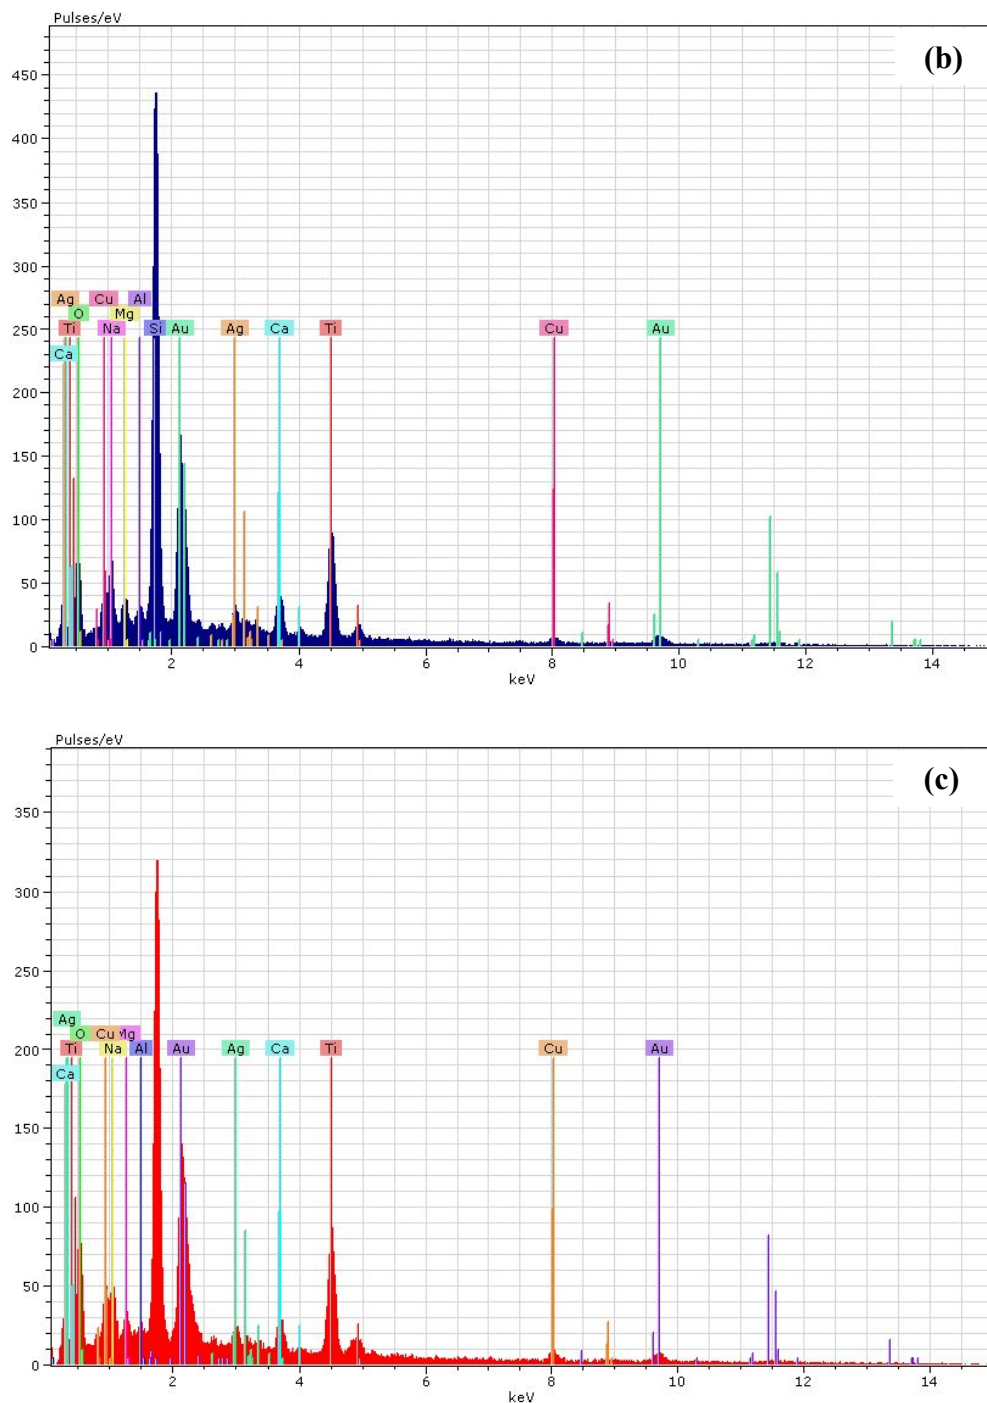 Pulses/eV
(b)
450
400
350
300
Ag Cu Al
O Mg
250 Ti Na Si Au Ag Ca Ti Cu Au
Ca
200
150
100
50
0
2 4 6 8 10 12 14
keV
Pulses/eV
(c)
350
300
250
Ag
O Cu Mg
200 Ti Na Al Au Ag Ca Ti Cu Au
Ca
150
100
50
0
2 4 6 8 10 12 14
keV